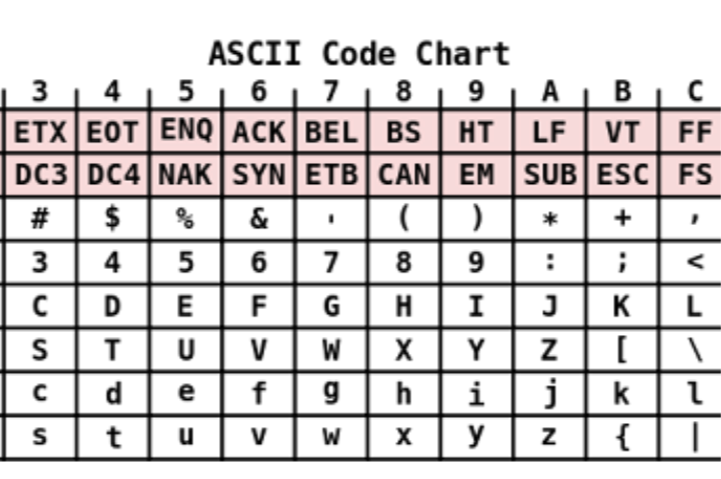 ASCII Code Chart
3 4 5 6 7 8 9 A B C
ETX EOT ENQ ACK BEL BS HT LF VT FF
DC3 DC4 NAK SYN ETB CAN EM SUB ESC FS
# $ % & ' ( ) * + ,
3 4 5 6 7 8 9 : ; <
C D E F G H I J K L
S T U V W X Y Z [ \
c d e f g h i j k l
s t u v w x y z { |